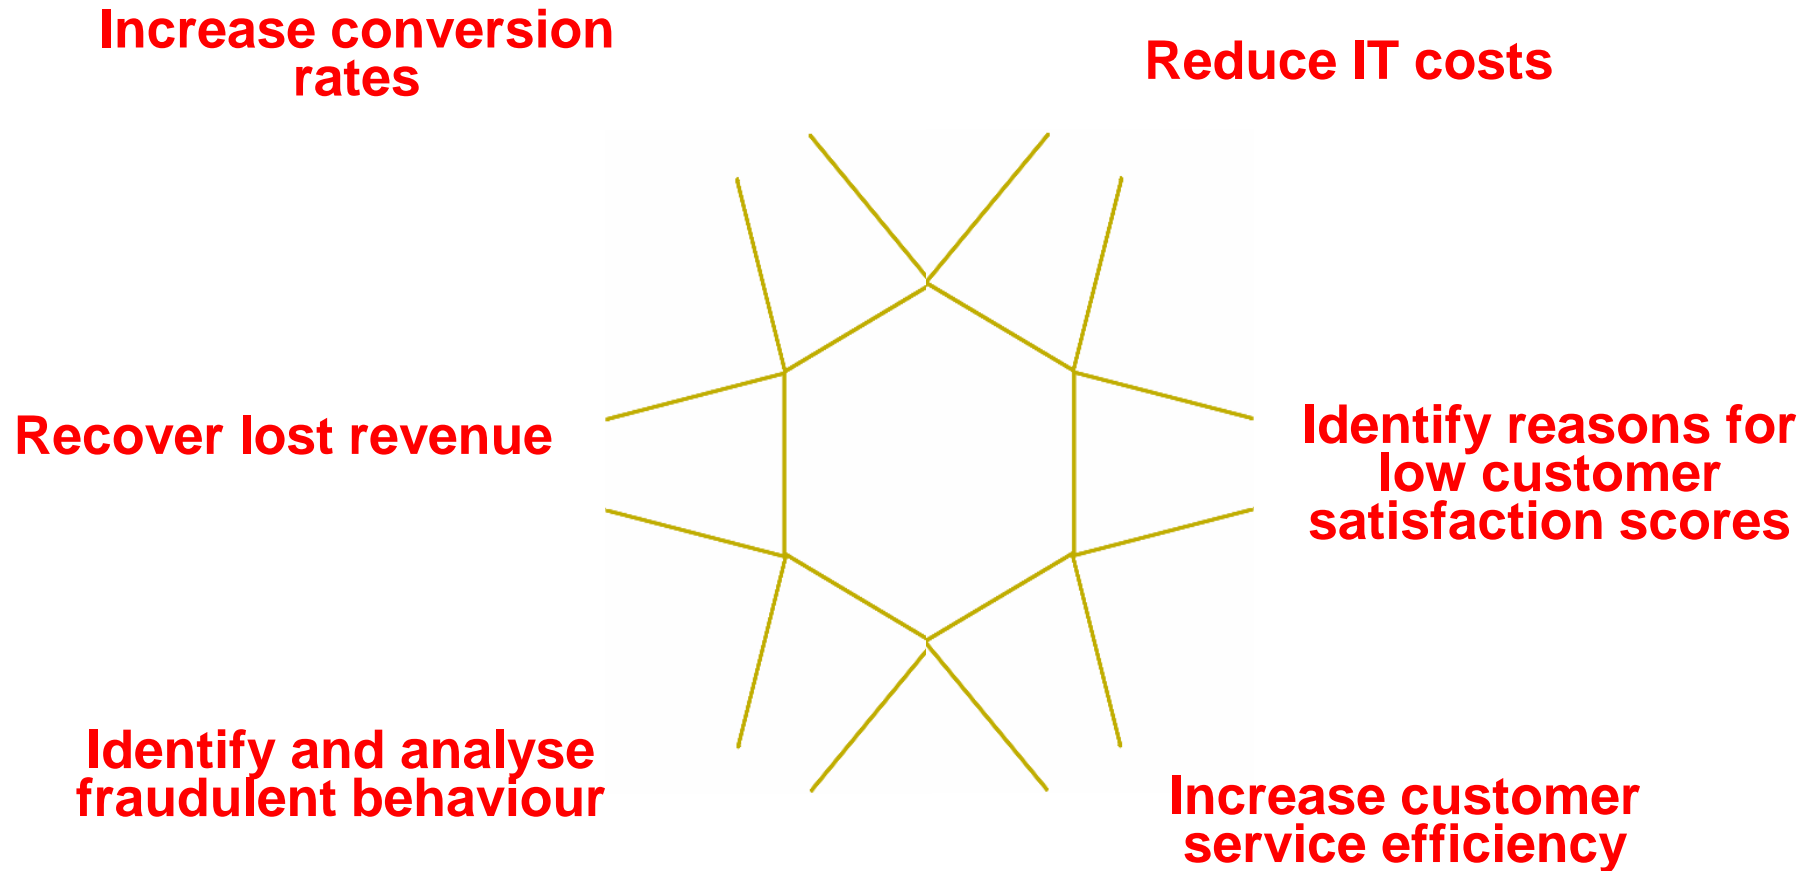 Increase conversion
rates
Reduce IT costs
Recover lost revenue
Identify reasons for
low customer
satisfaction scores
Identify and analyse
fraudulent behaviour
Increase customer
service efficiency